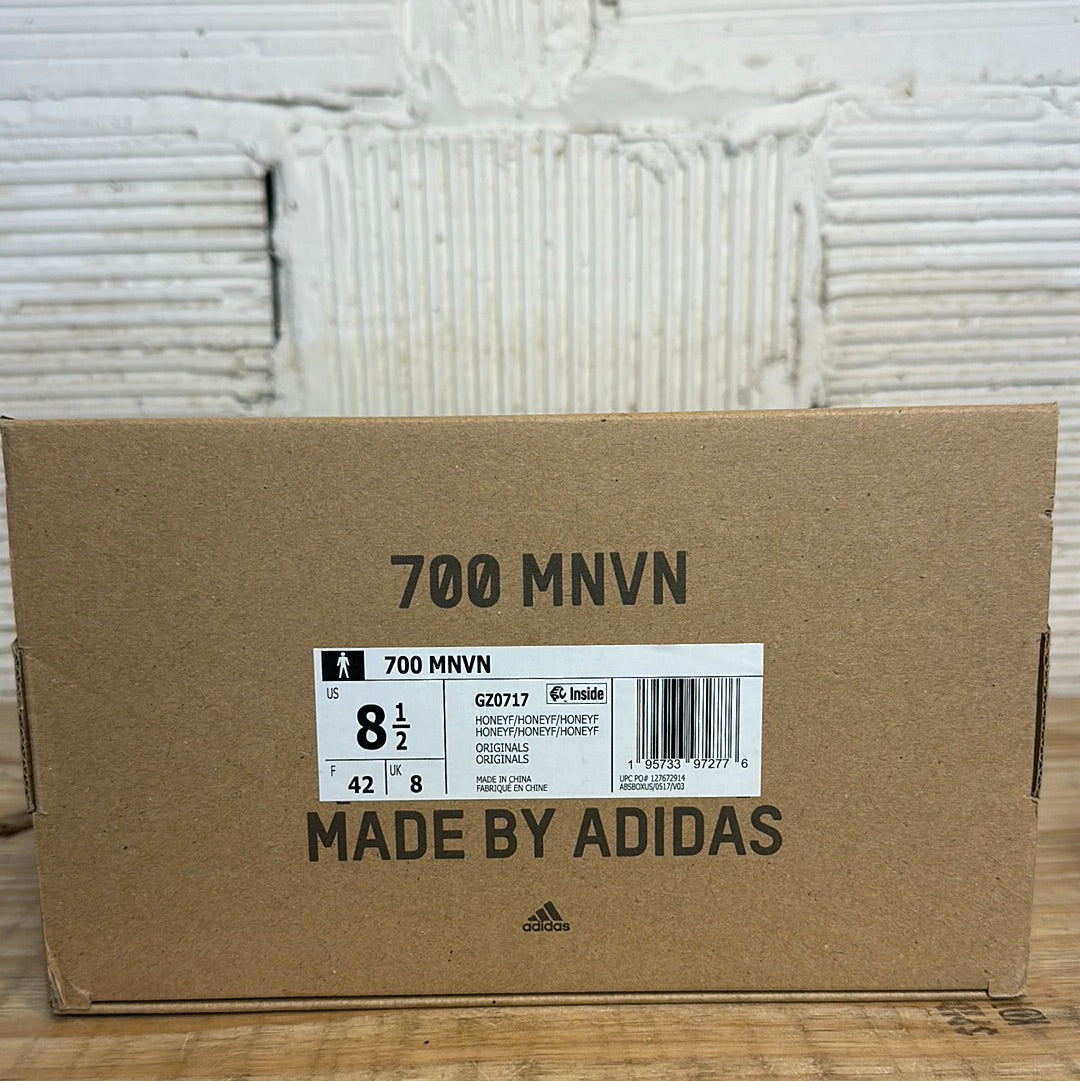 700 MNVN
700 MNVN
US
8 1/2
F 42
UK 8
GZ0717
Inside
HONEYF/HONEYF/HONEYF
HONEYF/HONEYF/HONEYF
ORIGINALS
ORIGINALS
MADE IN CHINA
FABRIQUÉ EN CHINE
1 95733 97277 6
UPC PO# 127672914
ABSBOXUS/0517/V03
MADE BY ADIDAS
adidas